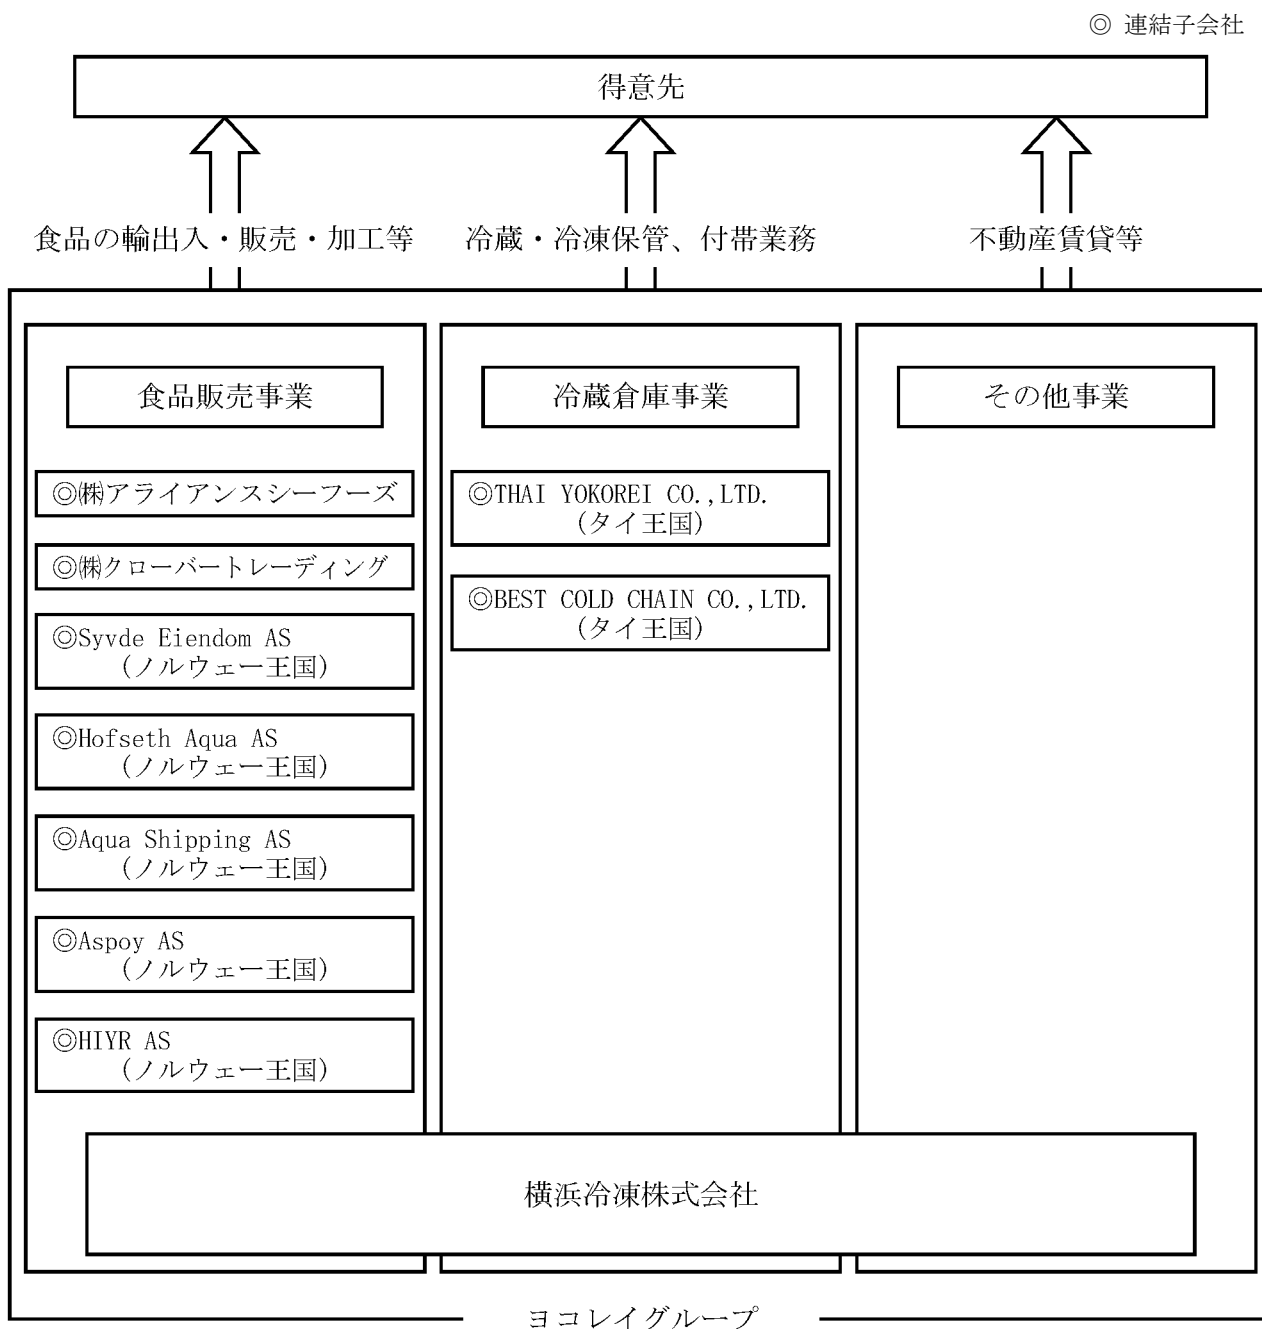 ◎ 連結子会社
得意先
食品の輸出入・販売・加工等
冷蔵・冷凍保管、付帯業務
不動産賃貸等
食品販売事業
◎㈱アライアンスシーフーズ
◎㈱クローバートレーディング
◎Syvde Eiendom AS
(ノルウェー王国)
◎Hofseth Aqua AS
(ノルウェー王国)
◎Aqua Shipping AS
(ノルウェー王国)
◎Aspoy AS
(ノルウェー王国)
◎HIYR AS
(ノルウェー王国)
冷蔵倉庫事業
◎THAI YOKOREI CO.,LTD.
(タイ王国)
◎BEST COLD CHAIN CO.,LTD.
(タイ王国)
その他事業
横浜冷凍株式会社
ヨコレイグループ